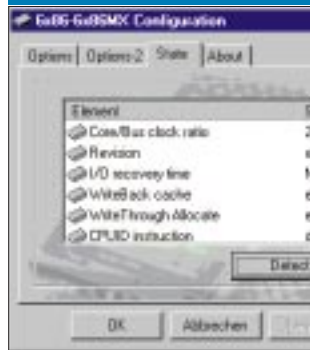 6x86-6x86MX Configuration
Options Options-2 State About
Element
Core/Bus clock ratio 2
Revision
I/O recovery time
WriteBack cache e
WriteThrough Allocate e
CPUID instruction
Detect
OK Abbrechen